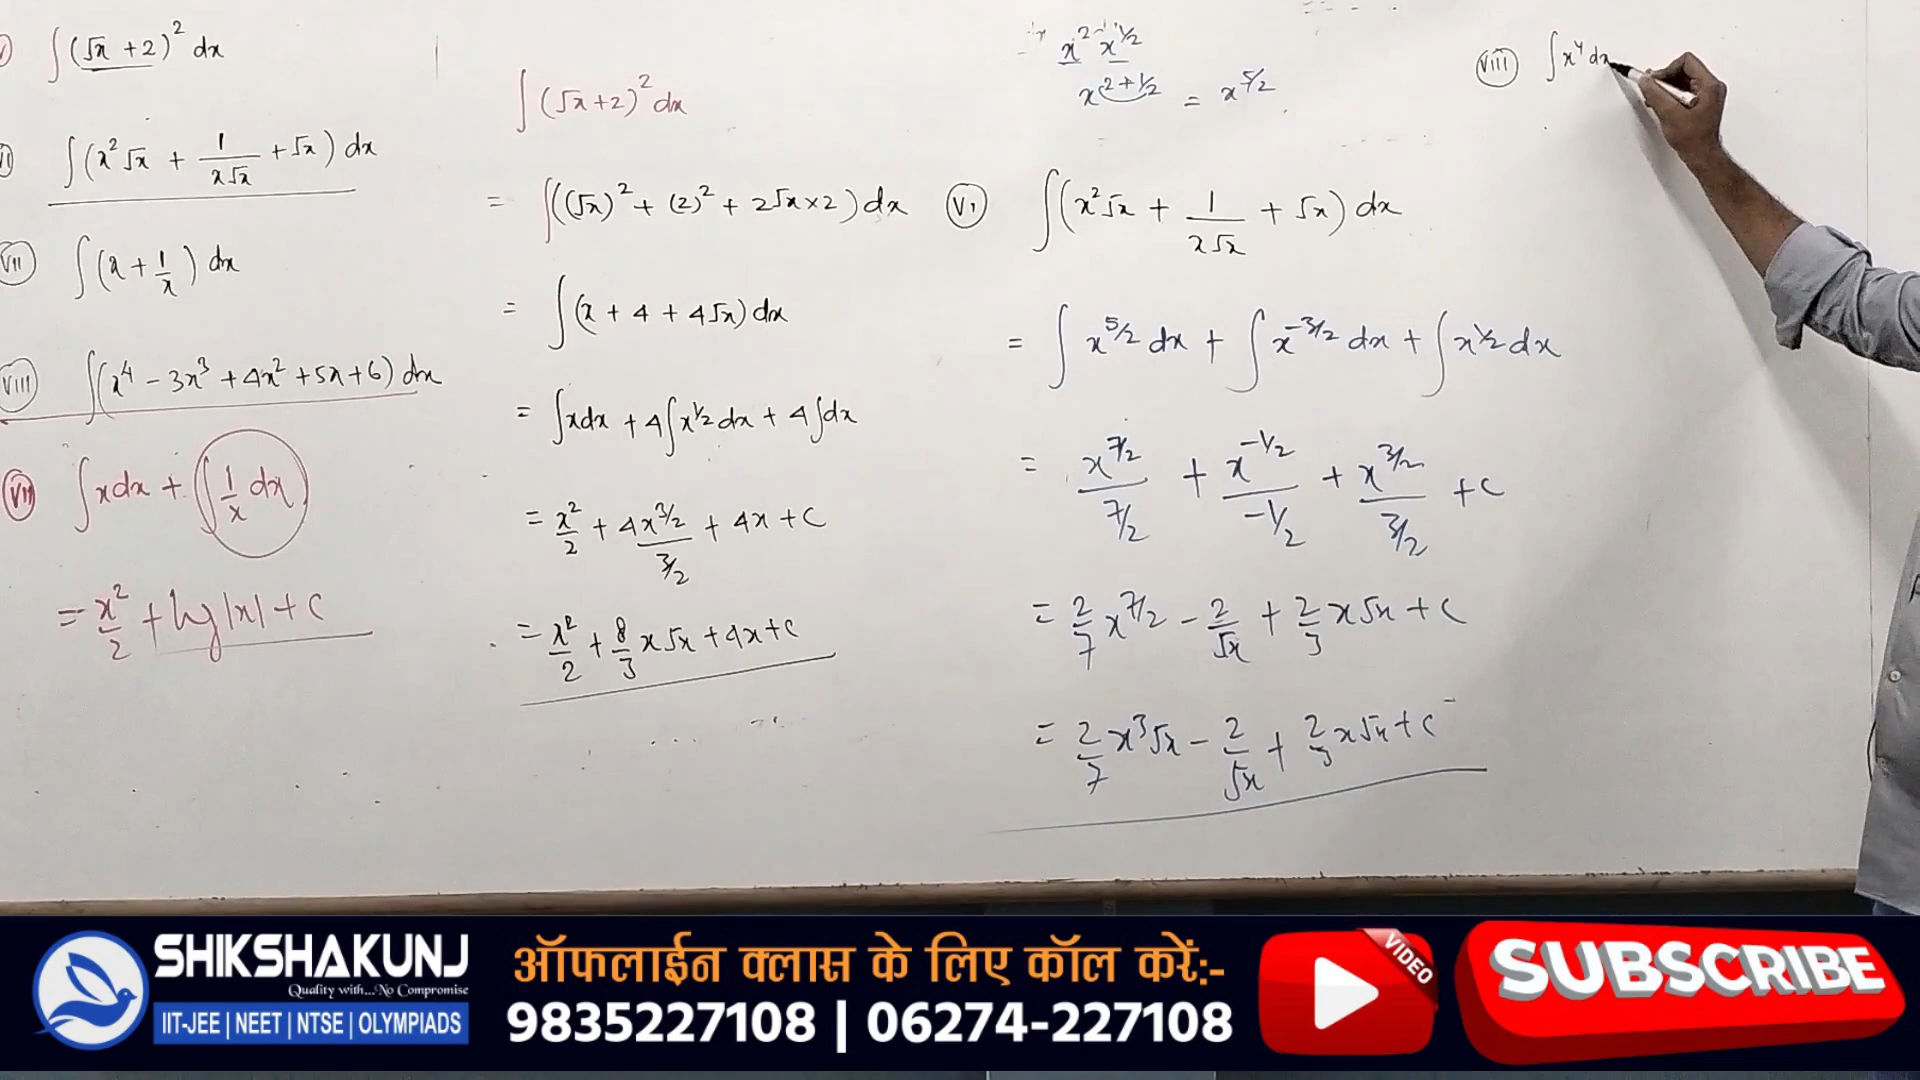 ∫(√x + 2)² dx
∫(x²√x + 1/(x√x) + √x) dx
VII ∫(x + 1/x) dx
VIII ∫(x⁴ - 3x³ + 4x² + 5x + 6) dx
VII ∫xdx + ∫1/x dx
= x²/2 + log|x| + C
∫(√x + 2)² dx
= ∫((√x)² + (2)² + 2√x × 2) dx
= ∫(x + 4 + 4√x) dx
= ∫xdx + 4∫x^1/2 dx + 4∫dx
= x²/2 + 4x^3/2 / 3/2 + 4x + C
= x²/2 + 8/3 x√x + 4x + C
x² x^1/2
x^2+1/2 = x^5/2
VI ∫(x²√x + 1/(x√x) + √x) dx
= ∫x^5/2 dx + ∫x^-3/2 dx + ∫x^1/2 dx
= x^7/2 / 7/2 + x^-1/2 / -1/2 + x^3/2 / 3/2 + C
= 2/7 x^7/2 - 2/√x + 2/3 x√x + C
= 2/7 x³√x - 2/√x + 2/3 x√x + C
VIII ∫x⁴ dx
SHIKSHAKUNJ
Quality with...No Compromise
IIT-JEE | NEET | NTSE | OLYMPIADS
ऑफलाईन क्लास के लिए कॉल करें:-
9835227108 | 06274-227108
VIDEO
SUBSCRIBE